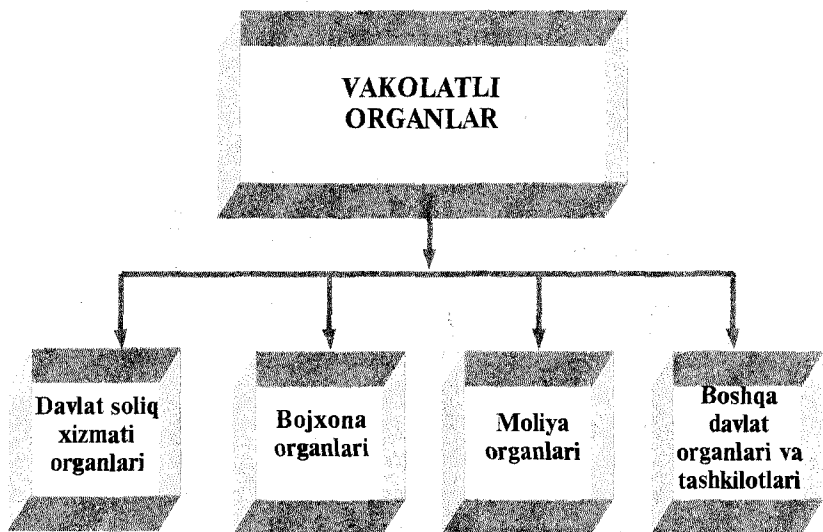 VAKOLATLI
ORGANLAR
Davlat soliq
xizmati
organlari
Bojxona
organlari
Moliya
organlari
Boshqa
davlat
organlari va
tashkilotlari